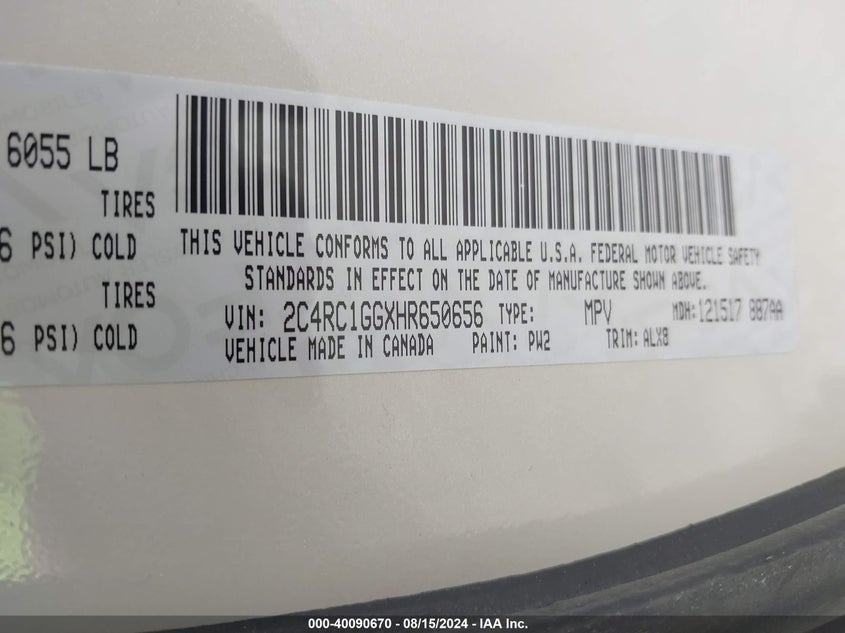 6055 LB
TIRES
6 PSI) COLD
TIRES
6 PSI) COLD
THIS VEHICLE CONFORMS TO ALL APPLICABLE U.S.A. FEDERAL MOTOR VEHICLE SAFETY
STANDARDS IN EFFECT ON THE DATE OF MANUFACTURE SHOWN ABOVE.
VIN: 2C4RC1GGXHR650656 TYPE: MPV MDH:121517 887AA
VEHICLE MADE IN CANADA PAINT: PW2 TRIM: ALX8
000-40090670 - 08/15/2024 - IAA Inc.